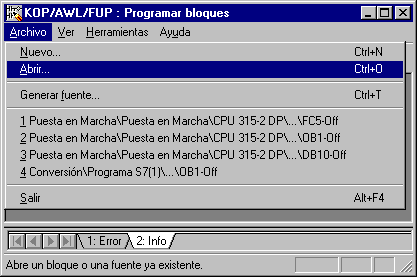 KOP/AWL/FUP : Programar bloques
Archivo Ver Herramientas Ayuda
Nuevo... Ctrl+N
Abrir... Ctrl+O
Generar fuente... Ctrl+T
1 Puesta en Marcha\Puesta en Marcha\CPU 315-2 DP\...\FC5-Off
2 Puesta en Marcha\Puesta en Marcha\CPU 315-2 DP\...\OB1-Off
3 Puesta en Marcha\Puesta en Marcha\CPU 315-2 DP\...\DB10-Off
4 Conversión\Programa S7(1)\...\OB1-Off
Salir Alt+F4
1: Error 2: Info
Abre un bloque o una fuente ya existente.